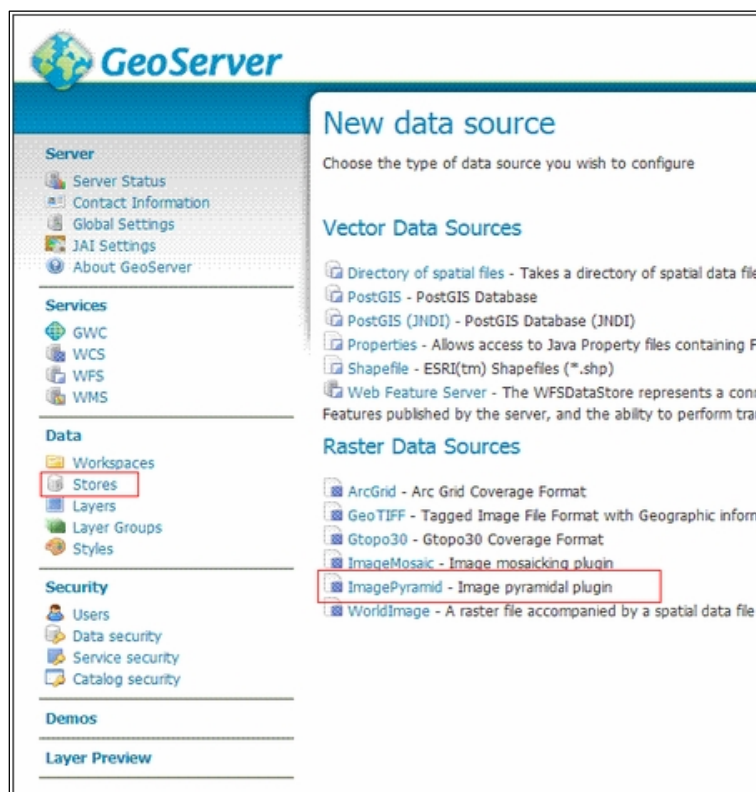 GeoServer
Server
Server Status
Contact Information
Global Settings
JAI Settings
About GeoServer
Services
GWC
WCS
WFS
WMS
Data
Workspaces
Stores
Layers
Layer Groups
Styles
Security
Users
Data security
Service security
Catalog security
Demos
Layer Preview
New data source
Choose the type of data source you wish to configure
Vector Data Sources
Directory of spatial files - Takes a directory of spatial data file
PostGIS - PostGIS Database
PostGIS (JNDI) - PostGIS Database (JNDI)
Properties - Allows access to Java Property files containing F
Shapefile - ESRI(tm) Shapefiles (*.shp)
Web Feature Server - The WFSDataStore represents a con
Features published by the server, and the ability to perform tra
Raster Data Sources
ArcGrid - Arc Grid Coverage Format
GeoTIFF - Tagged Image File Format with Geographic inforn
Gtopo30 - Gtopo30 Coverage Format
ImageMosaic - Image mosaicking plugin
ImagePyramid - Image pyramidal plugin
WorldImage - A raster file accompanied by a spatial data file